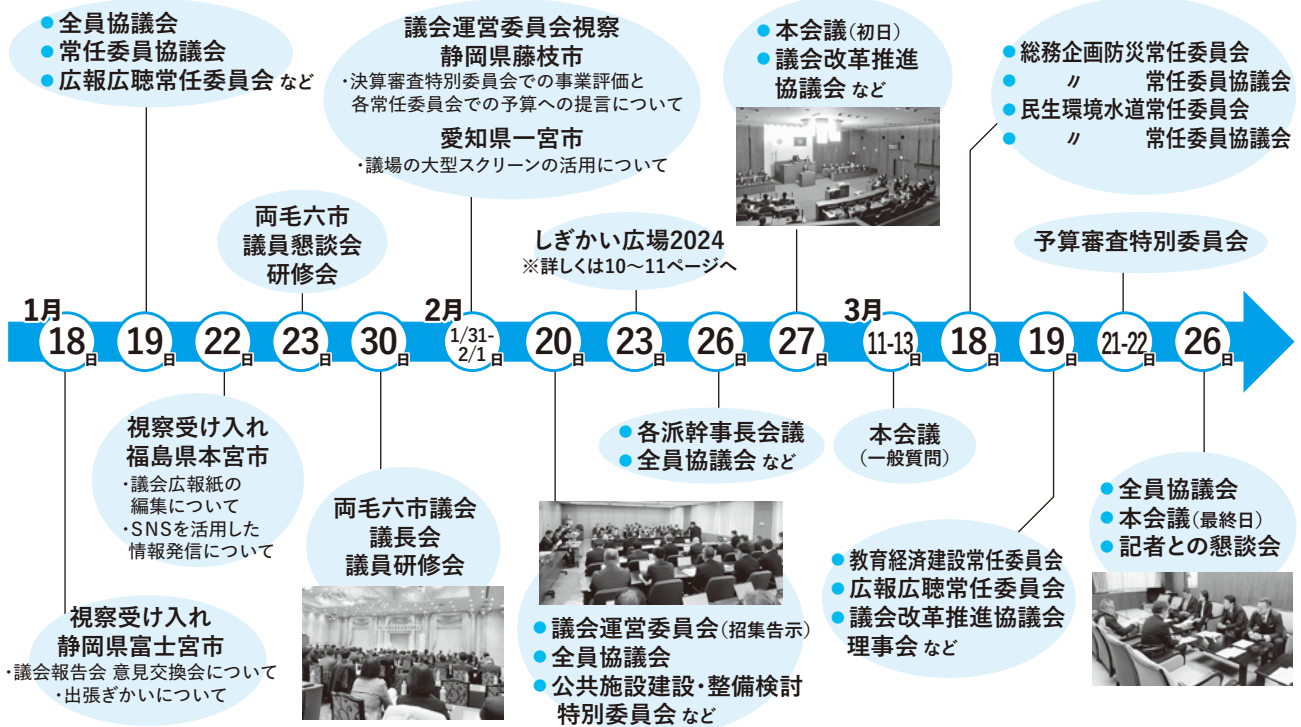 ● 全員協議会
● 常任委員協議会
● 広報広聴常任委員会 など
議会運営委員会視察
静岡県藤枝市
・決算審査特別委員会での事業評価と
各常任委員会での予算への提言について
愛知県一宮市
・議場の大型スクリーンの活用について
● 本会議(初日)
● 議会改革推進
協議会 など
● 総務企画防災常任委員会
● 〃 常任委員協議会
● 民生環境水道常任委員会
● 〃 常任委員協議会
両毛六市
議員懇談会
研修会
しぎかい広場2024
※詳しくは10〜11ページへ
予算審査特別委員会
1月
18日
19日
22日
23日
30日
2月
1/31-
2/1日
20日
23日
26日
27日
3月
11-13日
18日
19日
21-22日
26日
視察受け入れ
福島県本宮市
・議会広報紙の
編集について
・SNSを活用した
情報発信について
視察受け入れ
静岡県富士宮市
・議会報告会 意見交換会について
・出張ぎかいについて
両毛六市議会
議長会
議員研修会
● 議会運営委員会(招集告示)
● 全員協議会
● 公共施設建設・整備検討
特別委員会 など
● 各派幹事長会議
● 全員協議会 など
本会議
(一般質問)
● 教育経済建設常任委員会
● 広報広聴常任委員会
● 議会改革推進協議会
理事会 など
● 全員協議会
● 本会議(最終日)
● 記者との懇談会